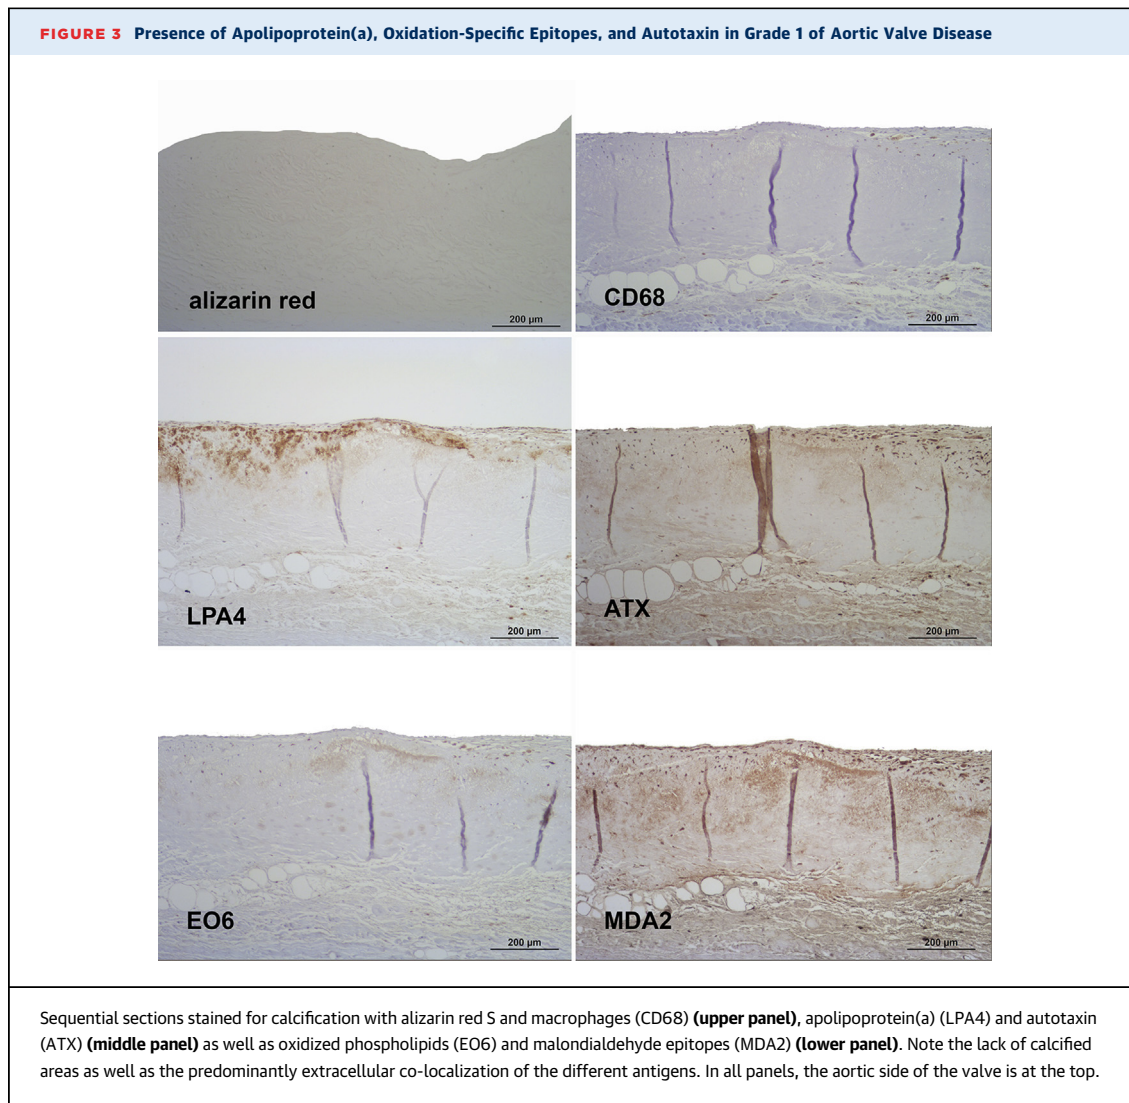 FIGURE 3 Presence of Apolipoprotein(a), Oxidation-Specific Epitopes, and Autotaxin in Grade 1 of Aortic Valve Disease
alizarin red
200 µm
CD68
200 µm
LPA4
200 µm
ATX
200 µm
EO6
200 µm
MDA2
200 µm
Sequential sections stained for calcification with alizarin red S and macrophages (CD68) (upper panel), apolipoprotein(a) (LPA4) and autotaxin
(ATX) (middle panel) as well as oxidized phospholipids (EO6) and malondialdehyde epitopes (MDA2) (lower panel). Note the lack of calcified
areas as well as the predominantly extracellular co-localization of the different antigens. In all panels, the aortic side of the valve is at the top.